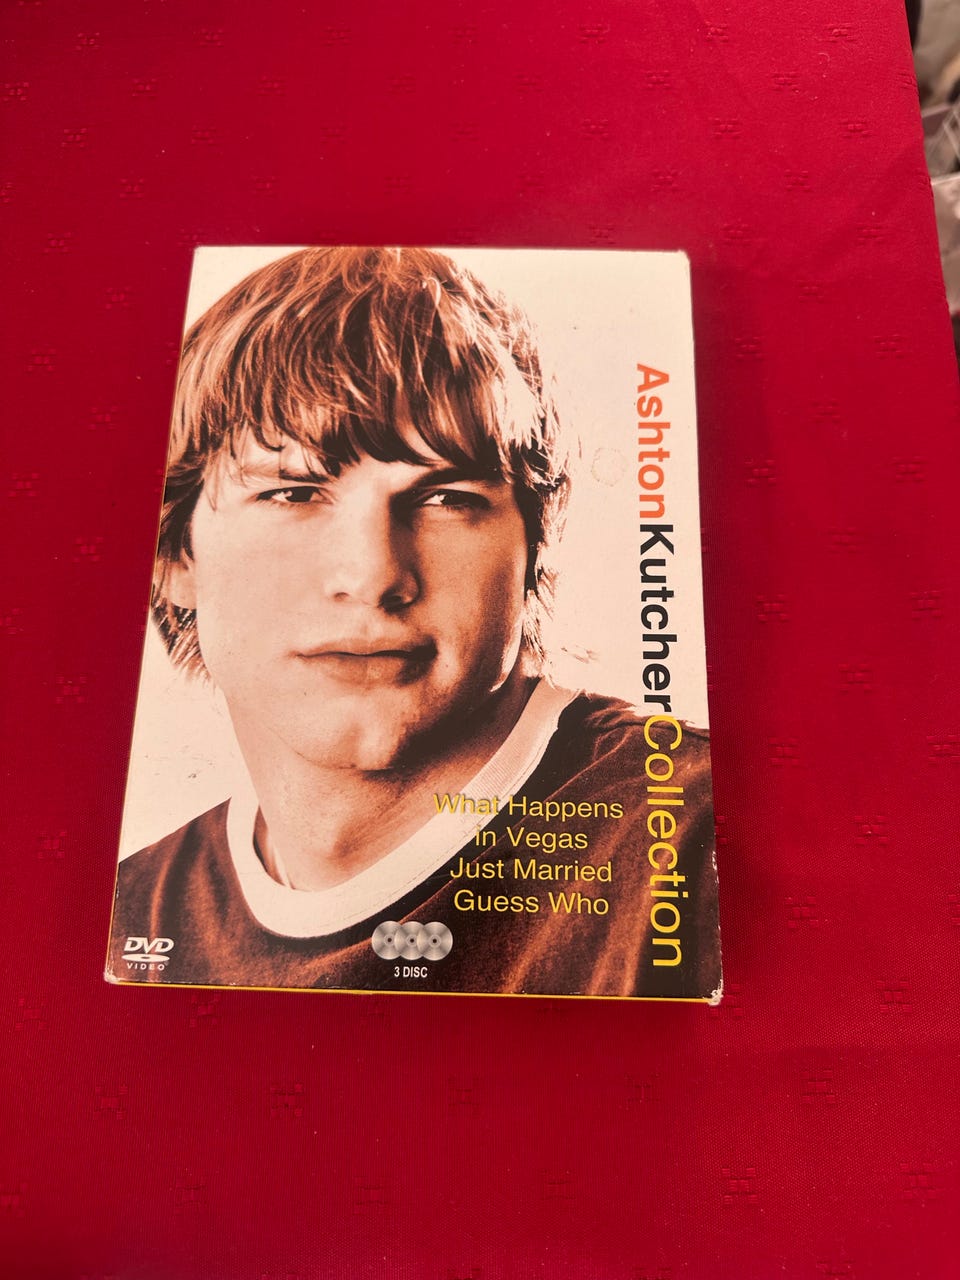 AshtonKutcherCollection
What Happens
in Vegas
Just Married
Guess Who
DVD
VIDEO
3 DISC